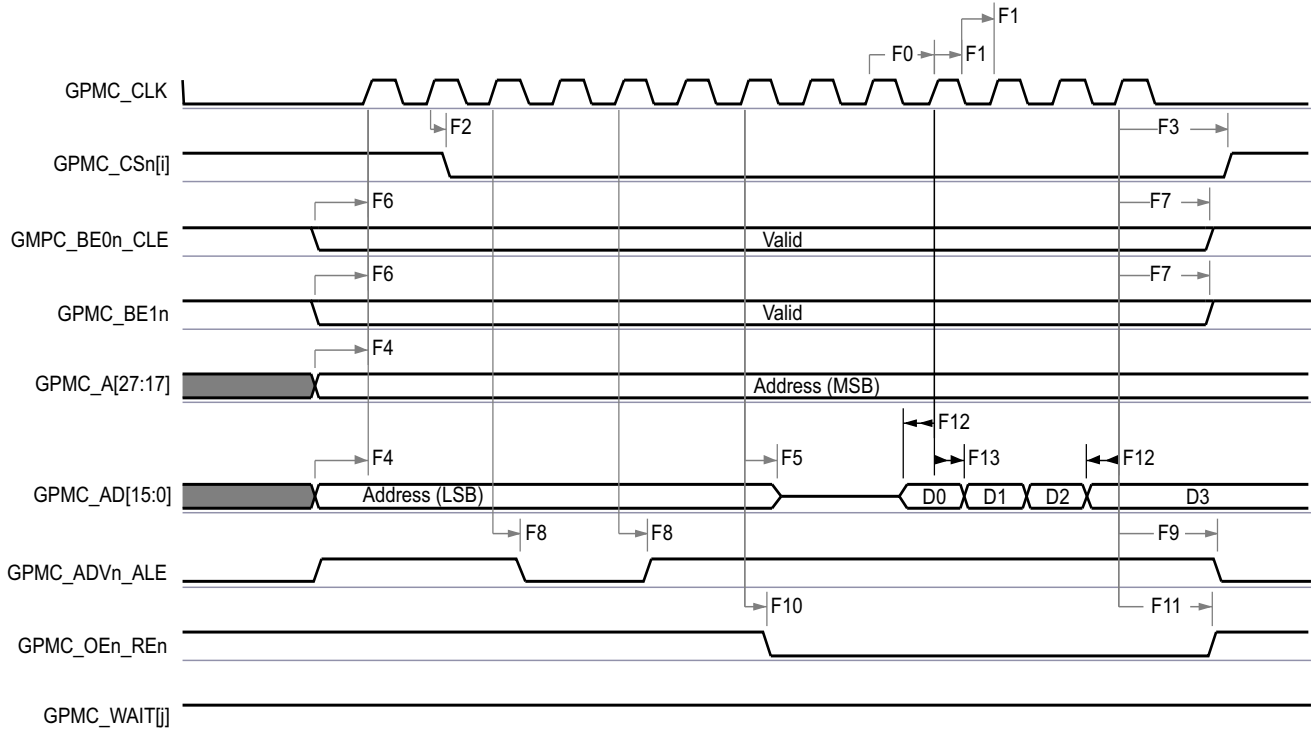 F1
F0 F1
GPMC_CLK
F2 F3
GPMC_CSn[i]
F6 F7
GMPC_BE0n_CLE Valid
F6 F7
GPMC_BE1n Valid
F4
GPMC_A[27:17] Address (MSB)
F12
F4 F5 F13 F12
GPMC_AD[15:0] Address (LSB) D0 D1 D2 D3
F8 F8 F9
GPMC_ADVn_ALE
F10 F11
GPMC_OEn_REn
GPMC_WAIT[j]